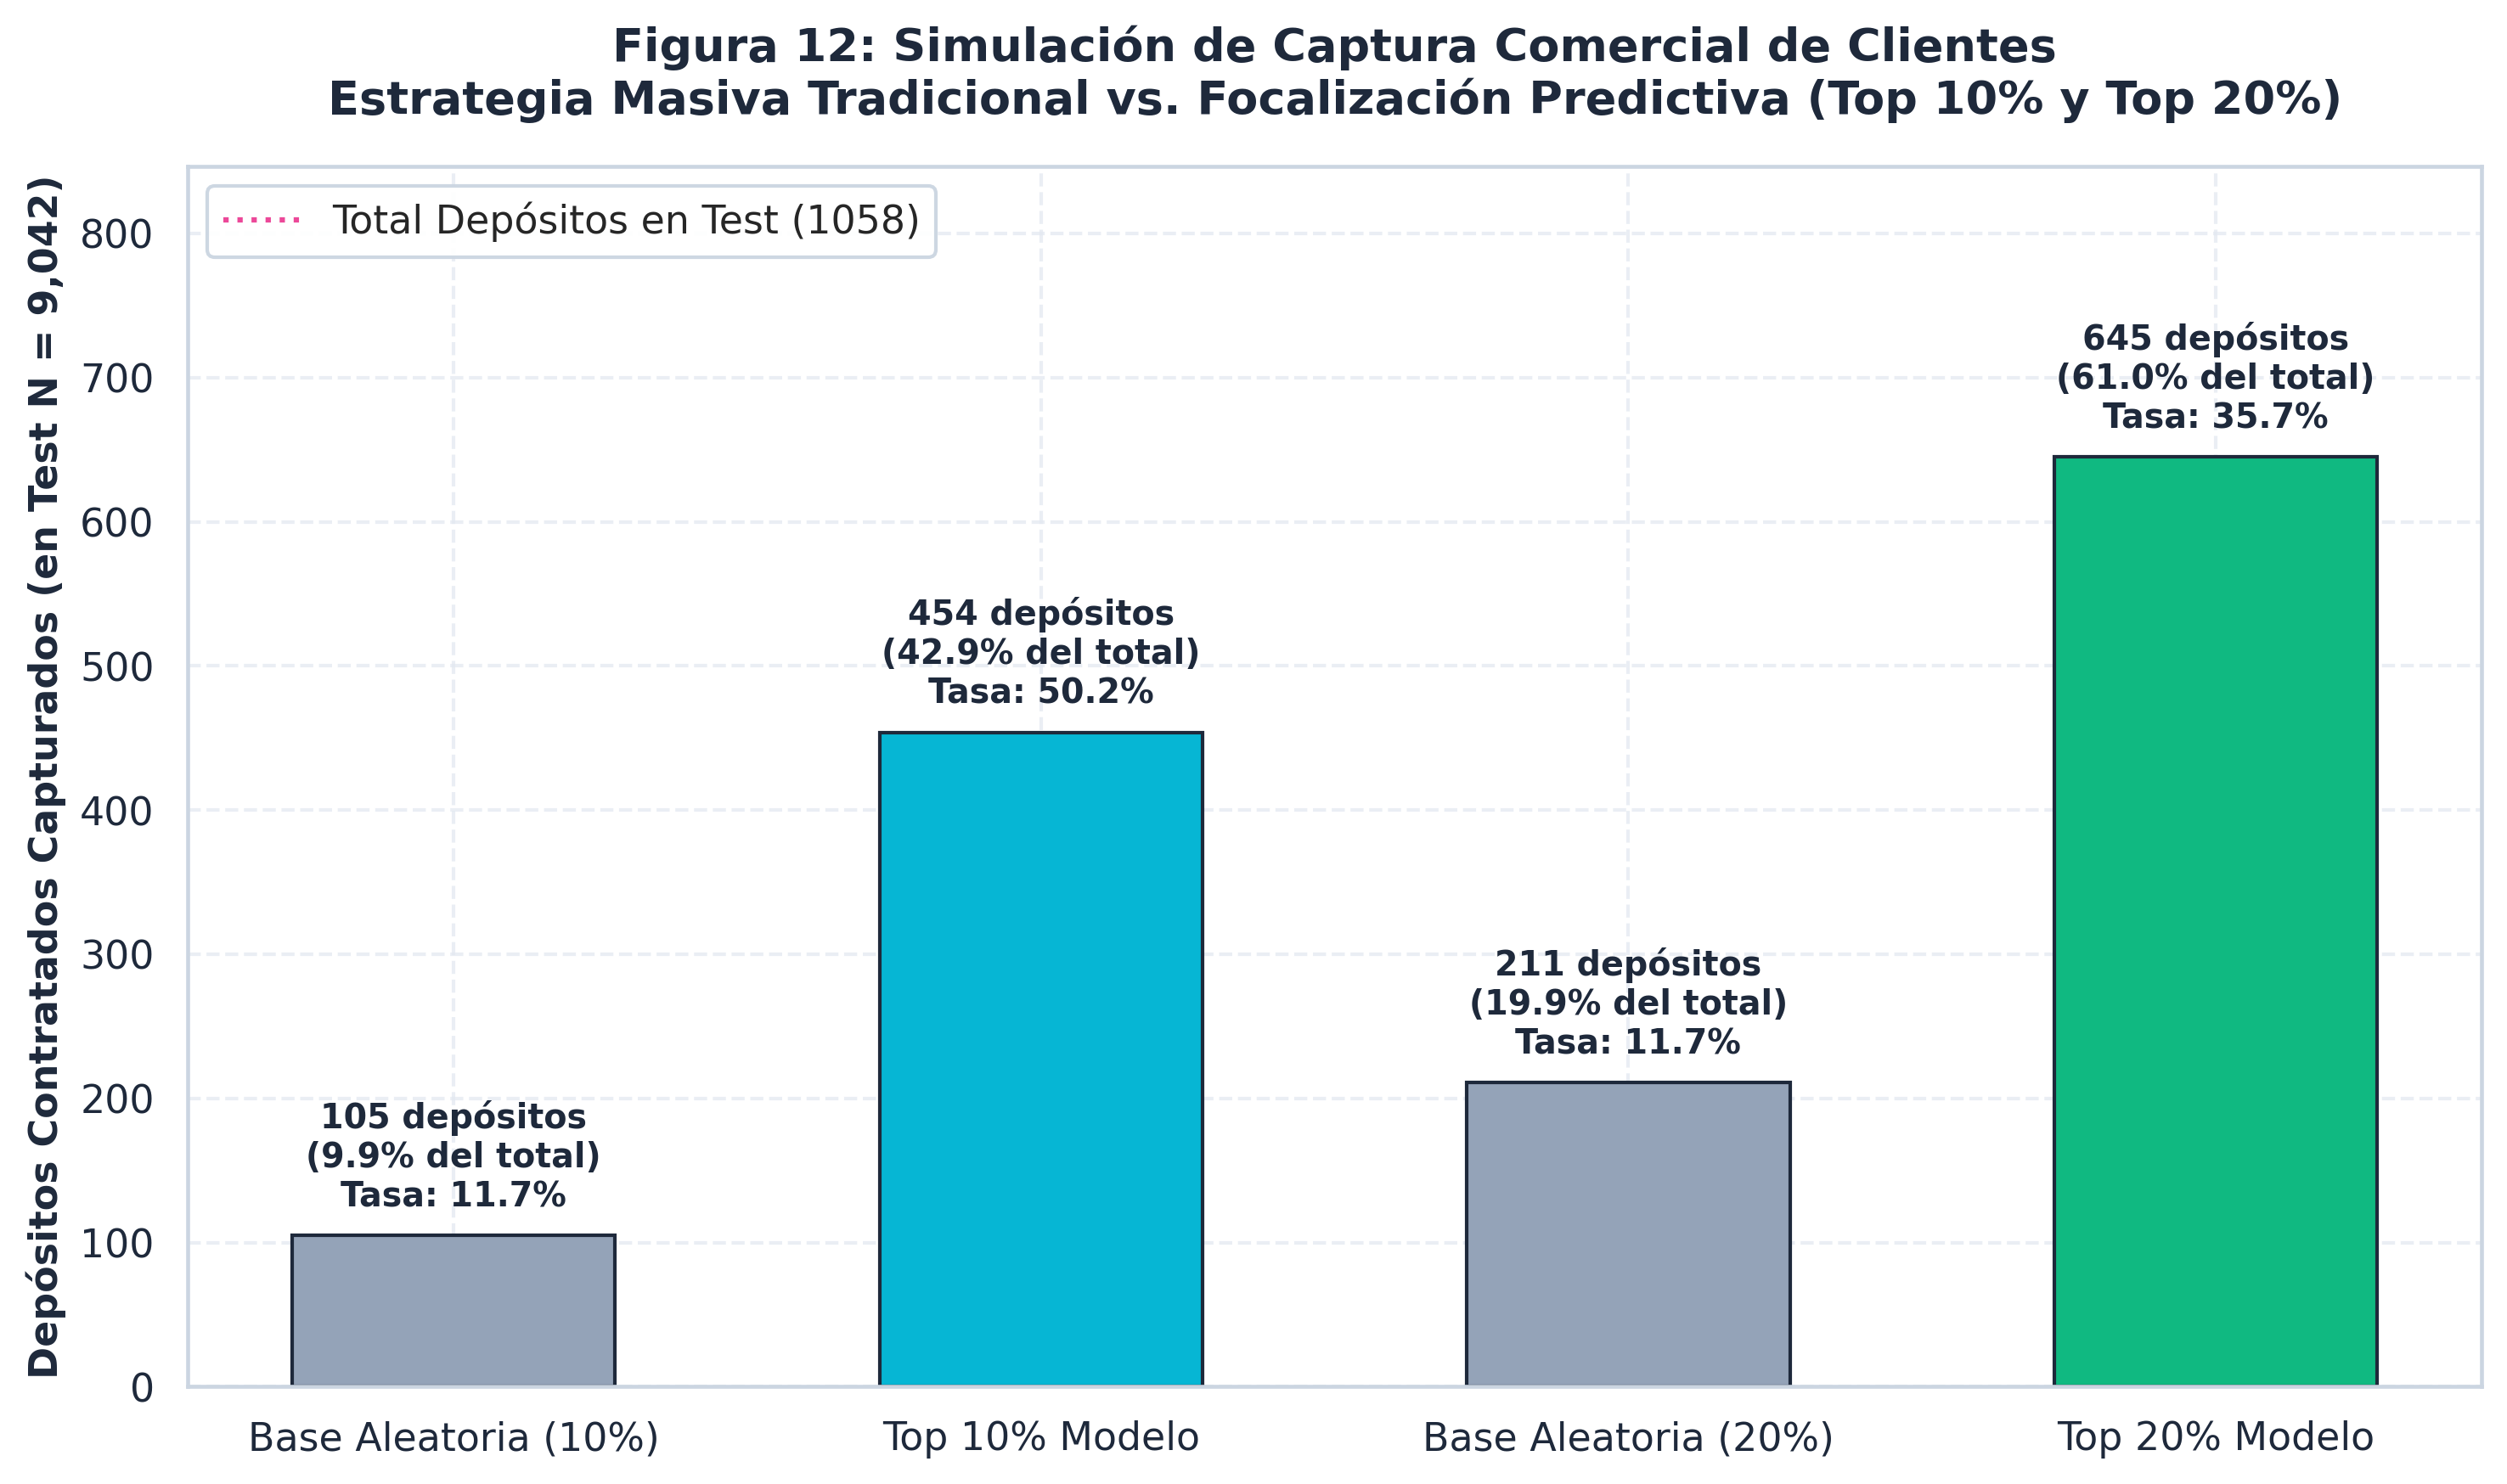 Figura 12: Simulación de Captura Comercial de Clientes
Estrategia Masiva Tradicional vs. Focalización Predictiva (Top 10% y Top 20%)
Depósitos Contratados Capturados (en Test N = 9,042)
Total Depósitos en Test (1058)
800
700
600
500
400
300
200
100
0
105 depósitos
(9.9% del total)
Tasa: 11.7%
454 depósitos
(42.9% del total)
Tasa: 50.2%
211 depósitos
(19.9% del total)
Tasa: 11.7%
645 depósitos
(61.0% del total)
Tasa: 35.7%
Base Aleatoria (10%)
Top 10% Modelo
Base Aleatoria (20%)
Top 20% Modelo